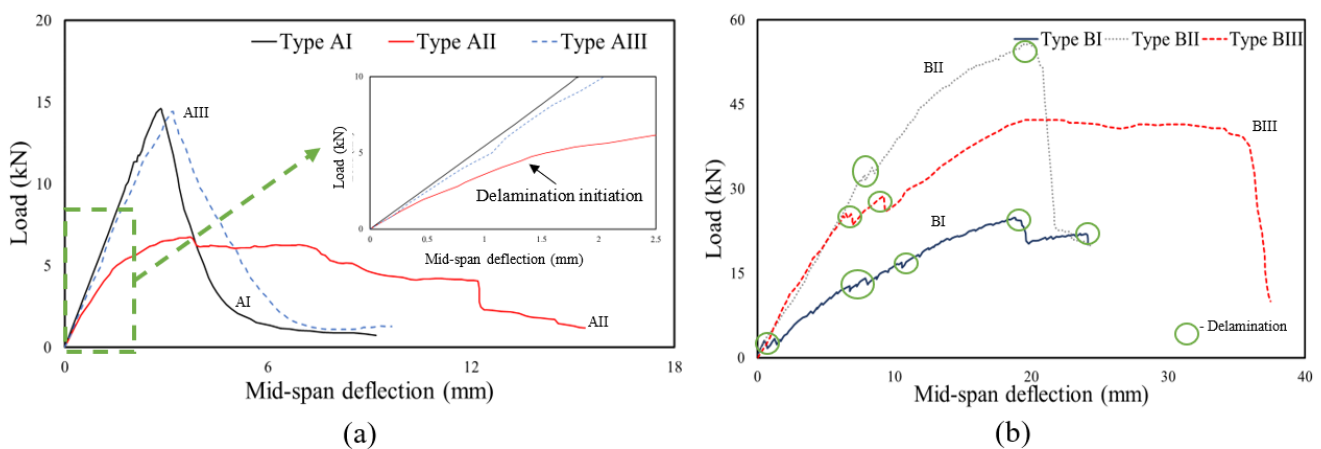 20
15
10
5
0
Load (kN)
Type AI
Type AII
Type AIII
AIII
AI
AII
10
5
0
Load (kN)
Delamination initiation
0
0.5
1
1.5
2
2.5
Mid-span deflection (mm)
0
6
12
18
Mid-span deflection (mm)
(a)
60
45
30
15
0
Load (kN)
Type BI
Type BII
Type BIII
BII
BIII
BI
- Delamination
0
10
20
30
40
Mid-span deflection (mm)
(b)